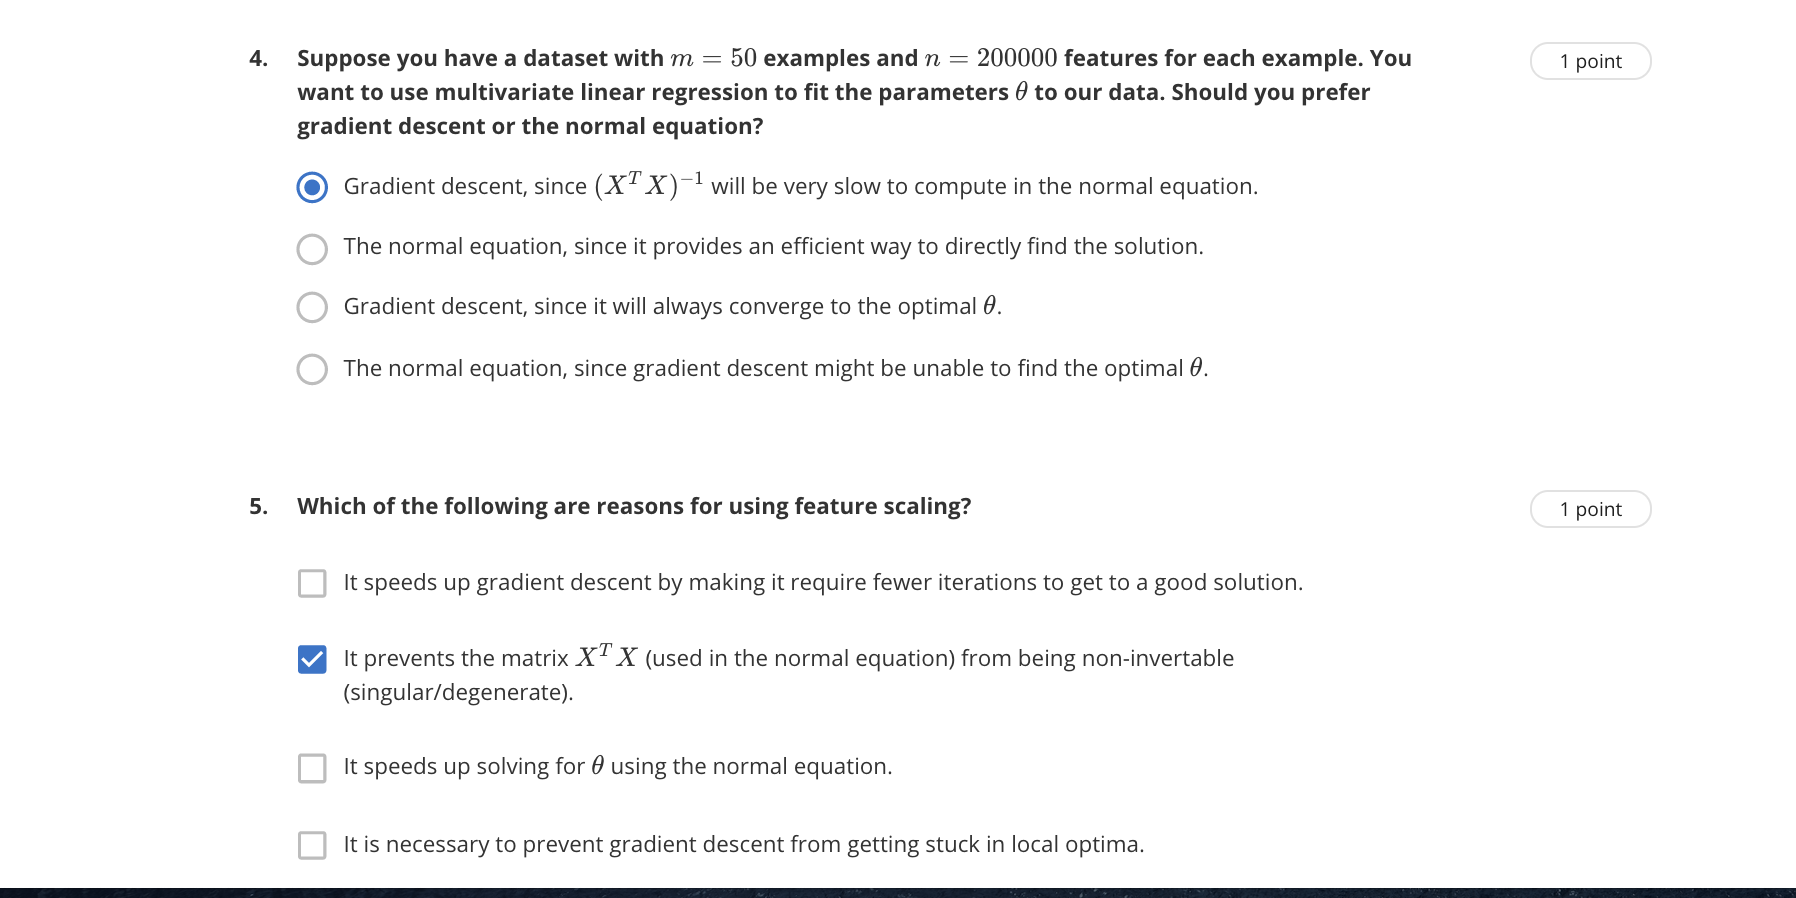 4. Suppose you have a dataset with m = 50 examples and n = 200000 features for each example. You 1 point
want to use multivariate linear regression to fit the parameters θ to our data. Should you prefer
gradient descent or the normal equation?
Gradient descent, since (X^T X)^−1 will be very slow to compute in the normal equation.
The normal equation, since it provides an efficient way to directly find the solution.
Gradient descent, since it will always converge to the optimal θ.
The normal equation, since gradient descent might be unable to find the optimal θ.
5. Which of the following are reasons for using feature scaling? 1 point
It speeds up gradient descent by making it require fewer iterations to get to a good solution.
It prevents the matrix X^T X (used in the normal equation) from being non-invertable
(singular/degenerate).
It speeds up solving for θ using the normal equation.
It is necessary to prevent gradient descent from getting stuck in local optima.